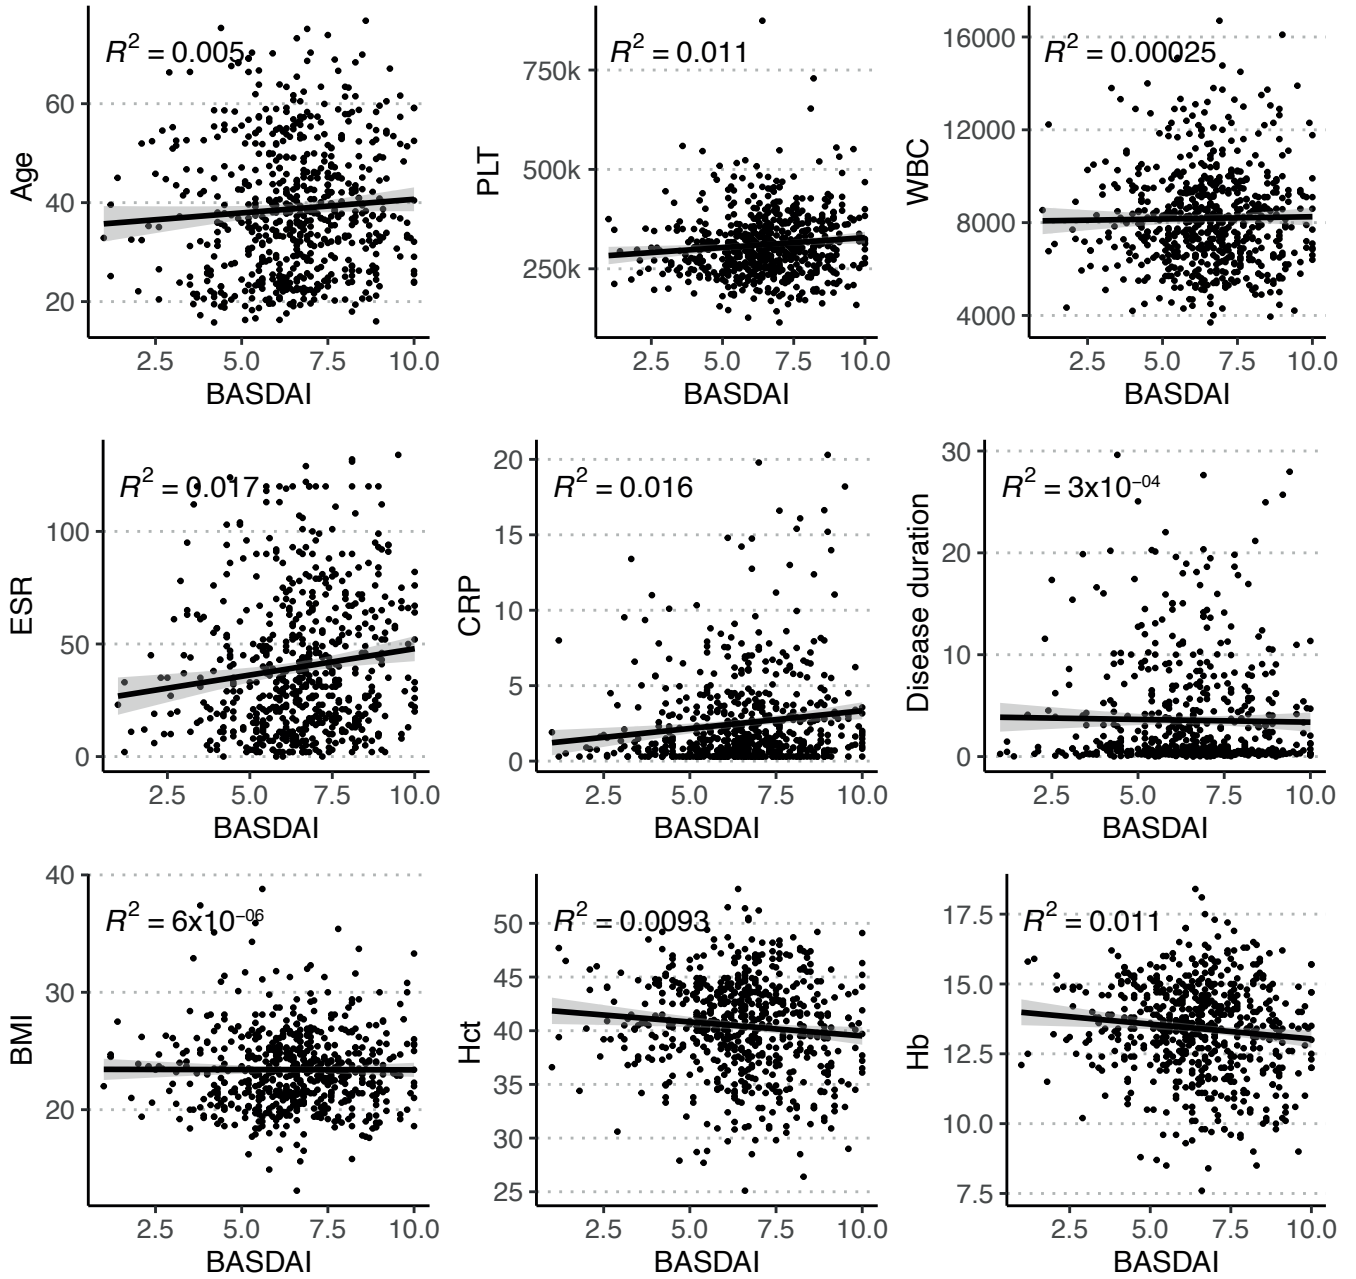 R² = 0.005
Age
60
40
20
2.5 5.0 7.5 10.0
BASDAI
R² = 0.011
PLT
750k
500k
250k
2.5 5.0 7.5 10.0
BASDAI
R² = 0.00025
WBC
16000
12000
8000
4000
2.5 5.0 7.5 10.0
BASDAI
R² = 0.017
ESR
100
50
0
2.5 5.0 7.5 10.0
BASDAI
R² = 0.016
CRP
20
15
10
5
0
2.5 5.0 7.5 10.0
BASDAI
R² = 3x10⁻⁰⁴
Disease duration
30
20
10
0
2.5 5.0 7.5 10.0
BASDAI
R² = 6x10⁻⁰⁶
BMI
40
30
20
2.5 5.0 7.5 10.0
BASDAI
R² = 0.0093
Hct
50
45
40
35
30
25
2.5 5.0 7.5 10.0
BASDAI
R² = 0.011
Hb
17.5
15.0
12.5
10.0
7.5
2.5 5.0 7.5 10.0
BASDAI